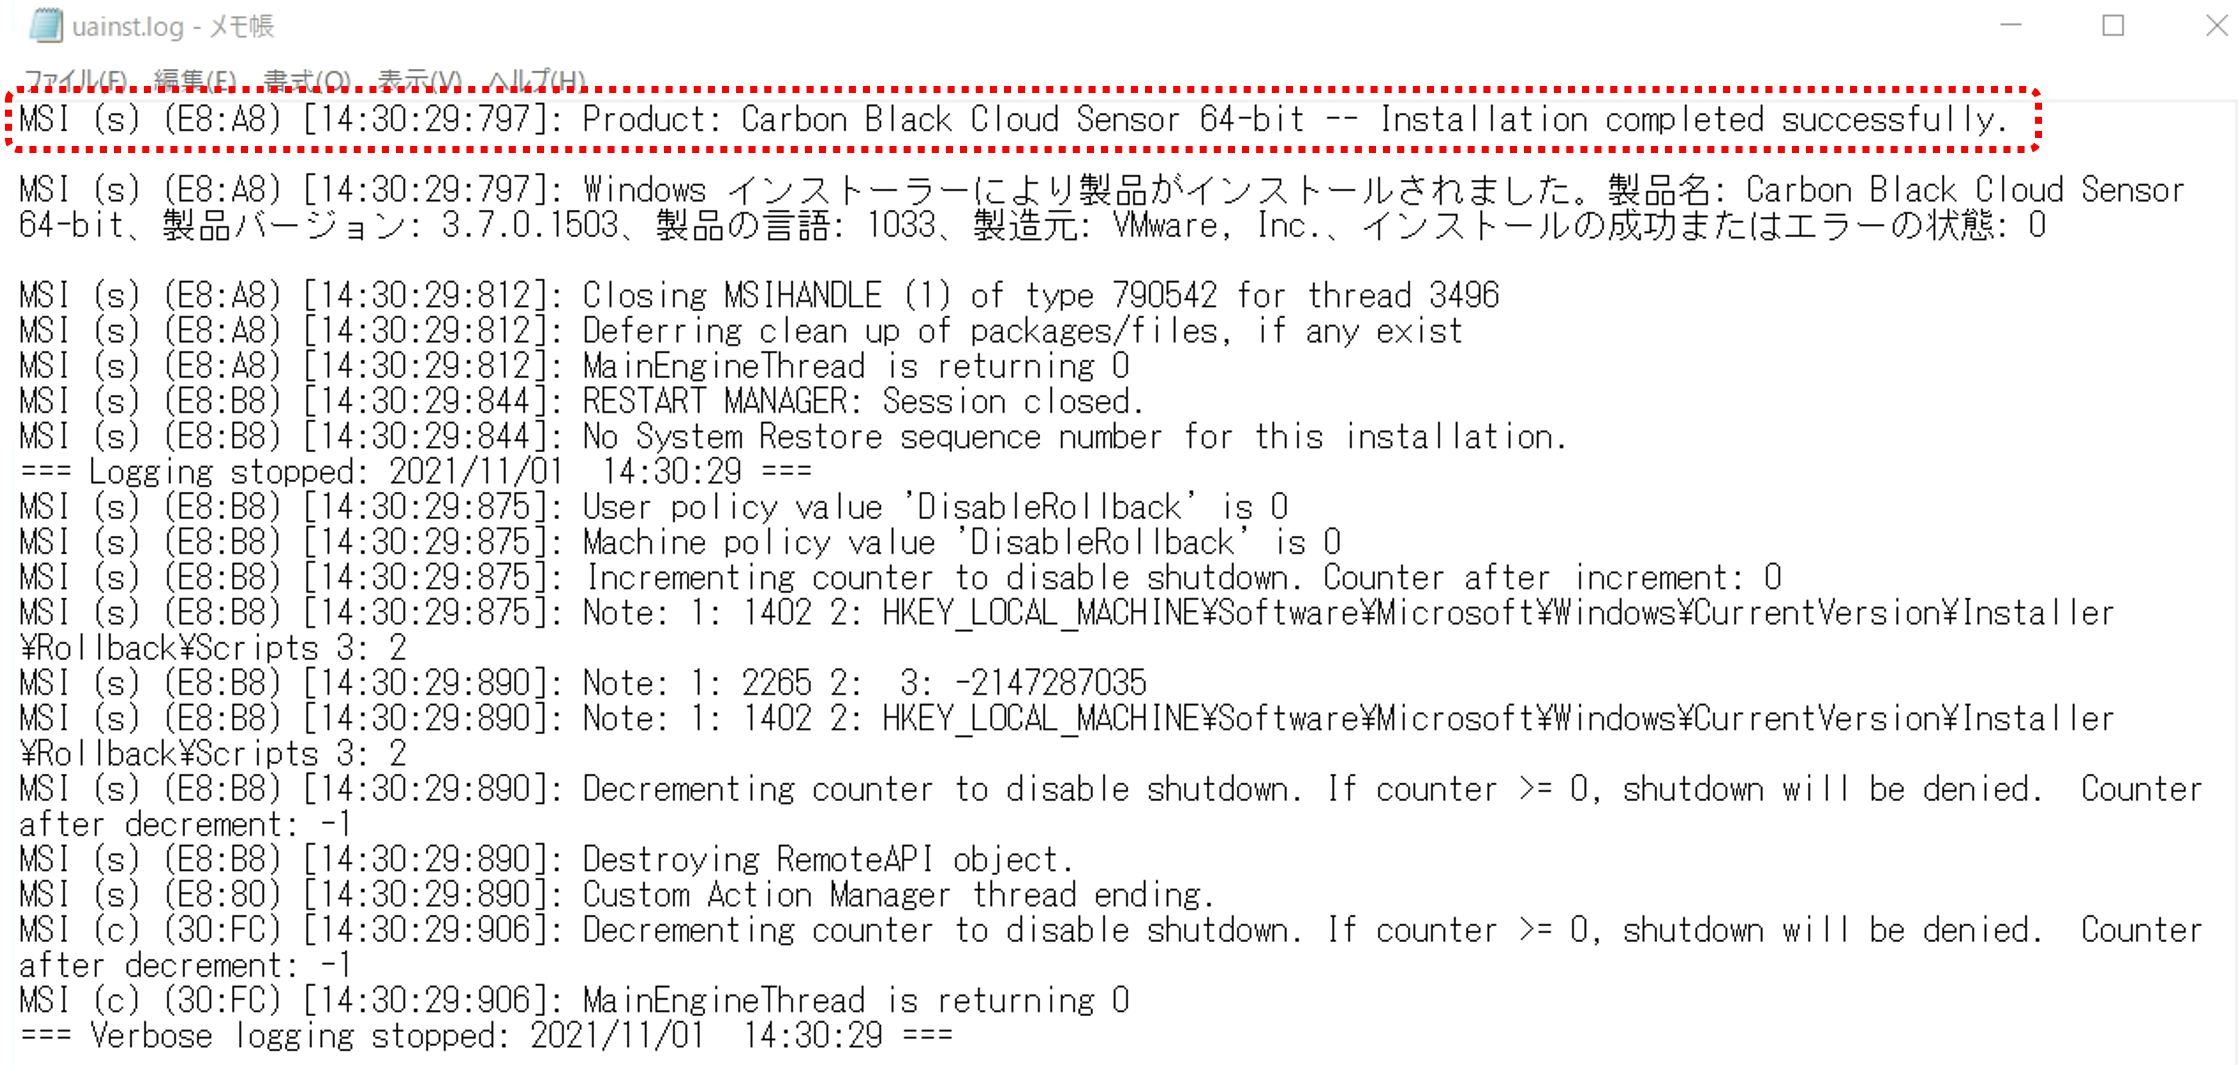 uainst.log - メモ帳
ファイル(F) 編集(E) 書式(O) 表示(V) ヘルプ(H)
MSI (s) (E8:A8) [14:30:29:797]: Product: Carbon Black Cloud Sensor 64-bit -- Installation completed successfully.
MSI (s) (E8:A8) [14:30:29:797]: Windows インストーラーにより製品がインストールされました。製品名: Carbon Black Cloud Sensor
64-bit、製品バージョン: 3.7.0.1503、製品の言語: 1033、製造元: VMware, Inc.、インストールの成功またはエラーの状態: 0
MSI (s) (E8:A8) [14:30:29:812]: Closing MSIHANDLE (1) of type 790542 for thread 3496
MSI (s) (E8:A8) [14:30:29:812]: Deferring clean up of packages/files, if any exist
MSI (s) (E8:A8) [14:30:29:812]: MainEngineThread is returning 0
MSI (s) (E8:B8) [14:30:29:844]: RESTART MANAGER: Session closed.
MSI (s) (E8:B8) [14:30:29:844]: No System Restore sequence number for this installation.
=== Logging stopped: 2021/11/01  14:30:29 ===
MSI (s) (E8:B8) [14:30:29:875]: User policy value 'DisableRollback' is 0
MSI (s) (E8:B8) [14:30:29:875]: Machine policy value 'DisableRollback' is 0
MSI (s) (E8:B8) [14:30:29:875]: Incrementing counter to disable shutdown. Counter after increment: 0
MSI (s) (E8:B8) [14:30:29:875]: Note: 1: 1402 2: HKEY_LOCAL_MACHINE¥Software¥Microsoft¥Windows¥CurrentVersion¥Installer
¥Rollback¥Scripts 3: 2
MSI (s) (E8:B8) [14:30:29:890]: Note: 1: 2265 2:  3: -2147287035
MSI (s) (E8:B8) [14:30:29:890]: Note: 1: 1402 2: HKEY_LOCAL_MACHINE¥Software¥Microsoft¥Windows¥CurrentVersion¥Installer
¥Rollback¥Scripts 3: 2
MSI (s) (E8:B8) [14:30:29:890]: Decrementing counter to disable shutdown. If counter >= 0, shutdown will be denied.  Counter
after decrement: -1
MSI (s) (E8:B8) [14:30:29:890]: Destroying RemoteAPI object.
MSI (s) (E8:80) [14:30:29:890]: Custom Action Manager thread ending.
MSI (c) (30:FC) [14:30:29:906]: Decrementing counter to disable shutdown. If counter >= 0, shutdown will be denied.  Counter
after decrement: -1
MSI (c) (30:FC) [14:30:29:906]: MainEngineThread is returning 0
=== Verbose logging stopped: 2021/11/01  14:30:29 ===